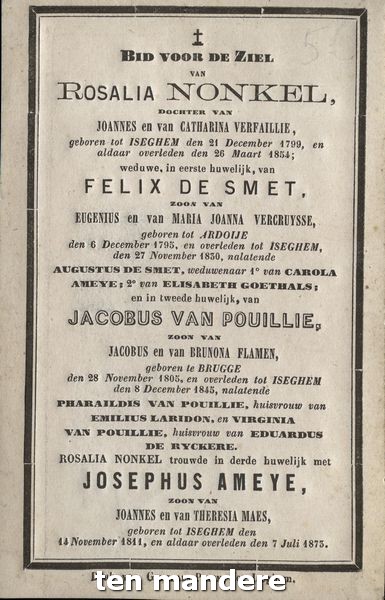 BID VOOR DE ZIEL
VAN
ROSALIA NONKEL,
DOCHTER VAN
JOANNES en van CATHARINA VERFAILLIE,
geboren tot ISEGHEM den 21 December 1799, en
aldaar overleden den 26 Maart 1854;
weduwe, in eerste huwelijk, van
FELIX DE SMET,
ZOON VAN
EUGENIUS en van MARIA JOANNA VERCRUYSSE,
geboren tot ARDOIJE
den 6 December 1795, en overleden tot ISEGHEM,
den 27 November 1830, nalatende
AUGUSTUS DE SMET, weduwenaar 1º van CAROLA
AMEYE; 2º van ELISABETH GOETHALS;
en in tweede huwelijk, van
JACOBUS VAN POUILLIE,
ZOON VAN
JACOBUS en van BRUNONA FLAMEN,
geboren te BRUGGE
den 28 November 1805, en overleden tot ISEGHEM
den 8 December 1845, nalatende
PHARAILDIS VAN POUILLIE, huisvrouw van
EMILIUS LARIDON, en VIRGINIA
VAN POUILLIE, huisvrouw van EDUARDUS
DE RYCKERE.
ROSALIA NONKEL trouwde in derde huwelijk met
JOSEPHUS AMEYE,
ZOON VAN
JOANNES en van THERESIA MAES,
geboren tot ISEGHEM den
14 November 1811, en aldaar overleden den 7 Juli 1875.
ten mandere